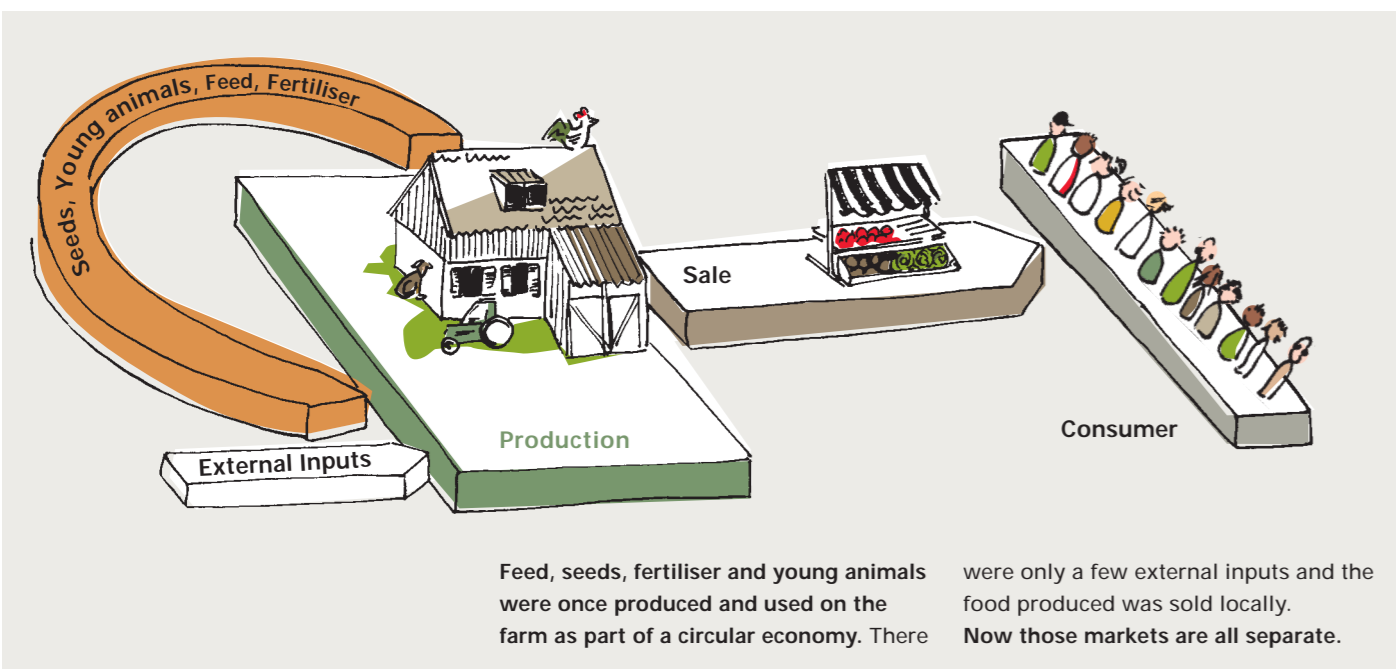 Seeds, Young animals, Feed, Fertiliser
Sale
Production
Consumer
External Inputs
Feed, seeds, fertiliser and young animals
were once produced and used on the
farm as part of a circular economy. There
were only a few external inputs and the
food produced was sold locally.
Now those markets are all separate.